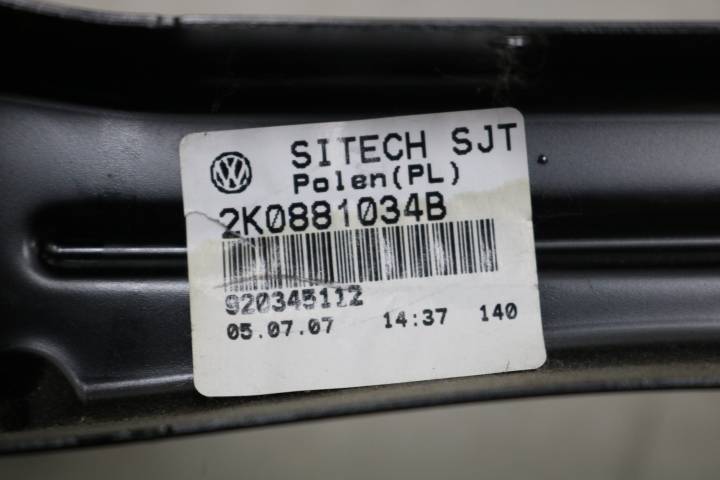 SITECH SJT
Polen(PL)
2K0881034B
920345112
05.07.07 14:37 140